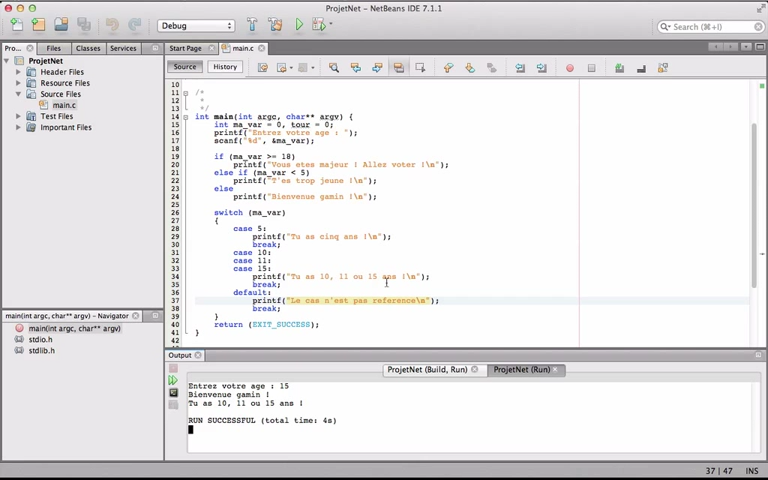 ProjetNet - NetBeans IDE 7.1.1
Debug
Search (⌘+I)
Pro...
Files
Classes
Services
Start Page
main.c
ProjetNet
Header Files
Resource Files
Source Files
main.c
Test Files
Important Files
Source
History
10
11 /*
12 *
13 */
14 int main(int argc, char** argv) {
15 int ma_var = 0, tour = 0;
16 printf("Entrez votre age : ");
17 scanf("%d", &ma_var);
18
19 if (ma_var >= 18)
20 printf("Vous etes majeur ! Allez voter !\n");
21 else if (ma_var < 5)
22 printf("T'es trop jeune !\n");
23 else
24 printf("Bienvenue gamin !\n");
25
26 switch (ma_var)
27 {
28 case 5:
29 printf("Tu as cinq ans !\n");
30 break;
31 case 10:
32 case 11:
33 case 15:
34 printf("Tu as 10, 11 ou 15 ans !\n");
35 break;
36 default:
37 printf("Le cas n'est pas reference\n");
38 break;
39 }
40 return (EXIT_SUCCESS);
41 }
42
main(int argc, char** argv) - Navigator
main(int argc, char** argv)
stdio.h
stdlib.h
Output
ProjetNet (Build, Run)
ProjetNet (Run)
Entrez votre age : 15
Bienvenue gamin !
Tu as 10, 11 ou 15 ans !
RUN SUCCESSFUL (total time: 4s)
37 | 47
INS